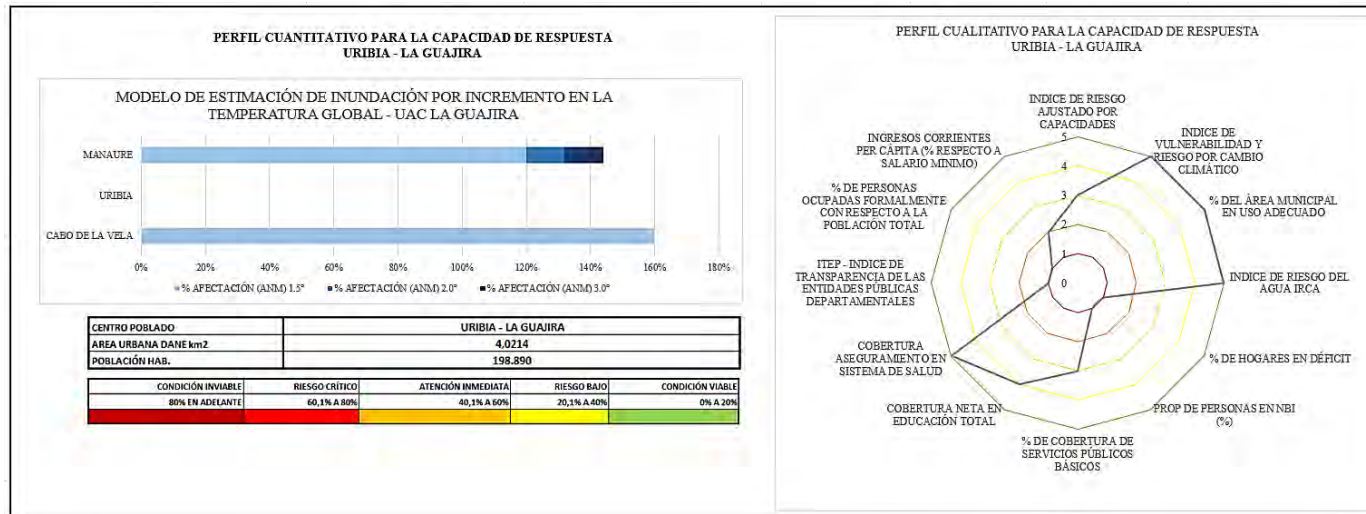 PERFIL CUANTITATIVO PARA LA CAPACIDAD DE RESPUESTA
URIBIA - LA GUAJIRA
MODELO DE ESTIMACIÓN DE INUNDACIÓN POR INCREMENTO EN LA
TEMPERATURA GLOBAL - UAC LA GUAJIRA
MANAURE
URIBIA
CABO DE LA VELA
0% 20% 40% 60% 80% 100% 120% 140% 160% 180%
% AFECTACIÓN (ANM) 1.5° % AFECTACIÓN (ANM) 2.0° % AFECTACIÓN (ANM) 3.0°
CENTRO POBLADO URIBIA - LA GUAJIRA
AREA URBANA DANE km2 4,0214
POBLACIÓN HAB. 198.890
CONDICIÓN INVIABLE RIESGO CRÍTICO ATENCIÓN INMEDIATA RIESGO BAJO CONDICIÓN VIABLE
80% EN ADELANTE 60,1% A 80% 40,1% A 60% 20,1% A 40% 0% A 20%
PERFIL CUALITATIVO PARA LA CAPACIDAD DE RESPUESTA
URIBIA - LA GUAJIRA
INDICE DE RIESGO
AJUSTADO POR
CAPACIDADES
INDICE DE
VULNERABILIDAD Y
RIESGO POR CAMBIO
CLIMÁTICO
% DEL ÁREA MUNICIPAL
EN USO ADECUADO
INDICE DE RIESGO DEL
AGUA IRCA
% DE HOGARES EN DÉFICIT
PROP DE PERSONAS EN NBI
(%)
% DE COBERTURA DE
SERVICIOS PÚBLICOS
BÁSICOS
COBERTURA NETA EN
EDUCACIÓN TOTAL
COBERTURA
ASEGURAMIENTO EN
SISTEMA DE SALUD
ITEP - INDICE DE
TRANSPARENCIA DE LAS
ENTIDADES PÚBLICAS
DEPARTAMENTALES
% DE PERSONAS
OCUPADAS FORMALMENTE
CON RESPECTO A LA
POBLACIÓN TOTAL
INGRESOS CORRIENTES
PER CÁPITA (% RESPECTO A
SALARIO MINIMO)
5
4
3
2
1
0